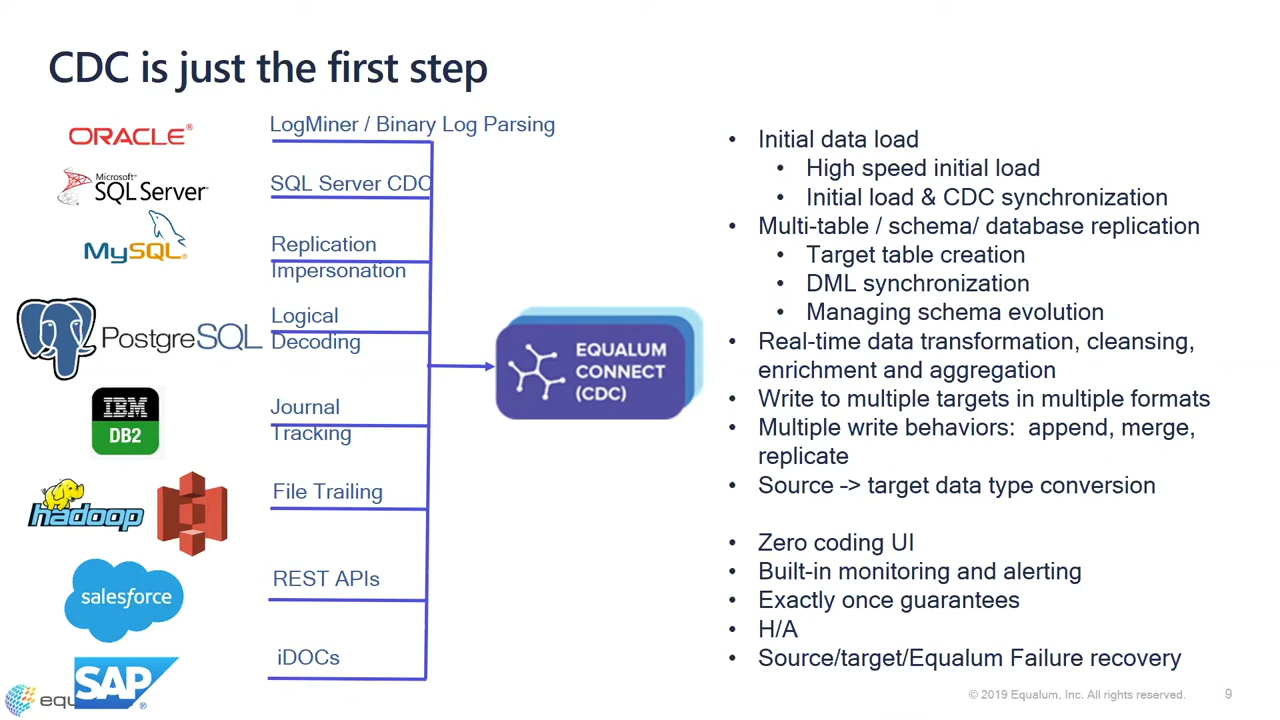 CDC is just the first step
ORACLE®
LogMiner / Binary Log Parsing
Microsoft®
SQL Server®
SQL Server CDC
MySQL®
Replication
Impersonation
PostgreSQL
Logical
Decoding
IBM
DB2
Journal
Tracking
hadoop
File Trailing
salesforce
REST APIs
SAP®
iDOCs
equ
EQUALUM
CONNECT
(CDC)
• Initial data load
• High speed initial load
• Initial load & CDC synchronization
• Multi-table / schema/ database replication
• Target table creation
• DML synchronization
• Managing schema evolution
• Real-time data transformation, cleansing,
enrichment and aggregation
• Write to multiple targets in multiple formats
• Multiple write behaviors: append, merge,
replicate
• Source -> target data type conversion
• Zero coding UI
• Built-in monitoring and alerting
• Exactly once guarantees
• H/A
• Source/target/Equalum Failure recovery
© 2019 Equalum, Inc. All rights reserved.
9